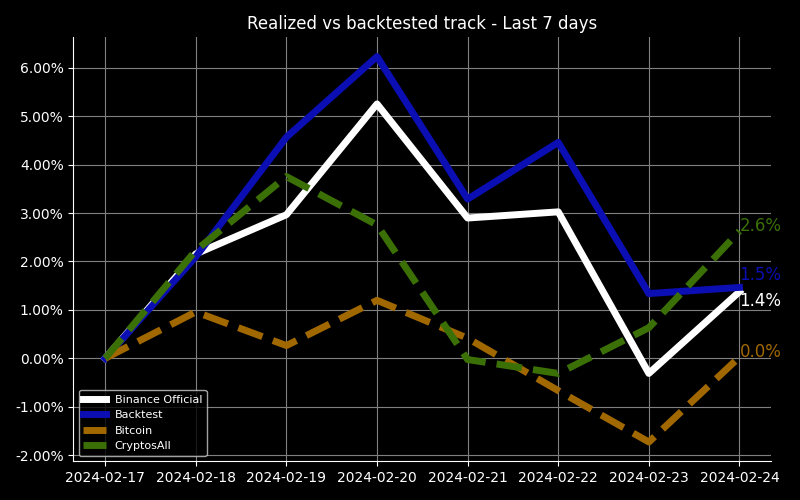 Realized vs backtested track - Last 7 days
6.00%
5.00%
4.00%
3.00%
2.00%
1.00%
0.00%
-1.00%
-2.00%
2.6%
1.5%
1.4%
0.0%
Binance Official
Backtest
Bitcoin
CryptosAll
2024-02-17 2024-02-18 2024-02-19 2024-02-20 2024-02-21 2024-02-22 2024-02-23 2024-02-24